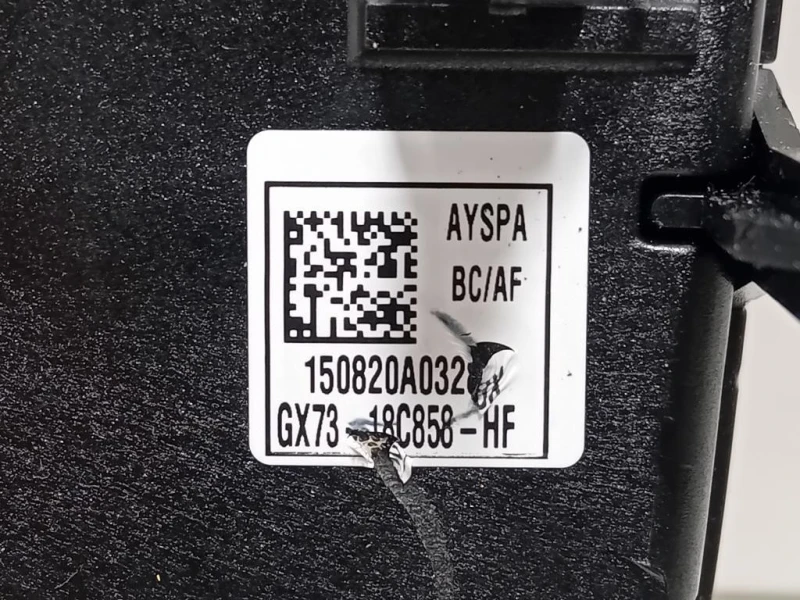 AYSPA
BC/AF
150820A032
GX73 18C858-HF